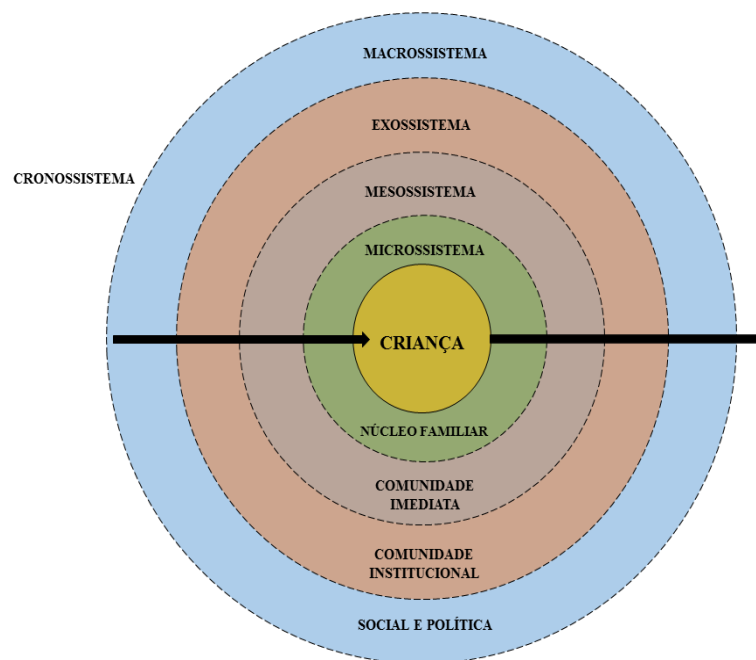 MACROSSISTEMA
EXOSSISTEMA
CRONOSSISTEMA
MESOSSISTEMA
MICROSSISTEMA
CRIANÇA
NÚCLEO FAMILIAR
COMUNIDADE
IMEDIATA
COMUNIDADE
INSTITUCIONAL
SOCIAL E POLÍTICA